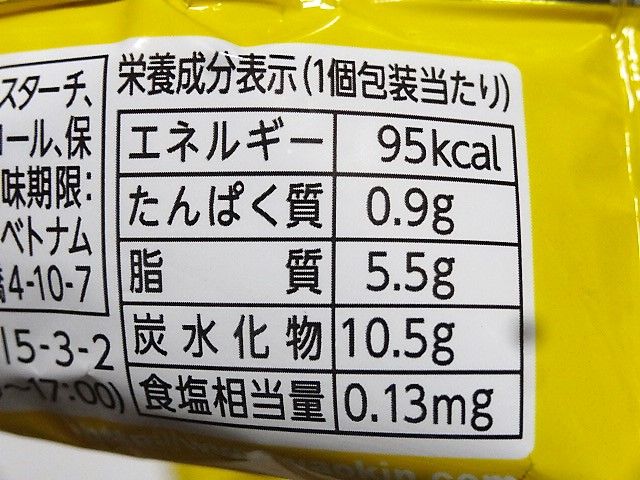 スターチ、
ロール、保
味期限:
ベトナム
4-10-7
15-3-2
～17:00)
栄養成分表示(1個包装当たり)
エネルギー 95kcal
たんぱく質 0.9g
脂質 5.5g
炭水化物 10.5g
食塩相当量 0.13mg